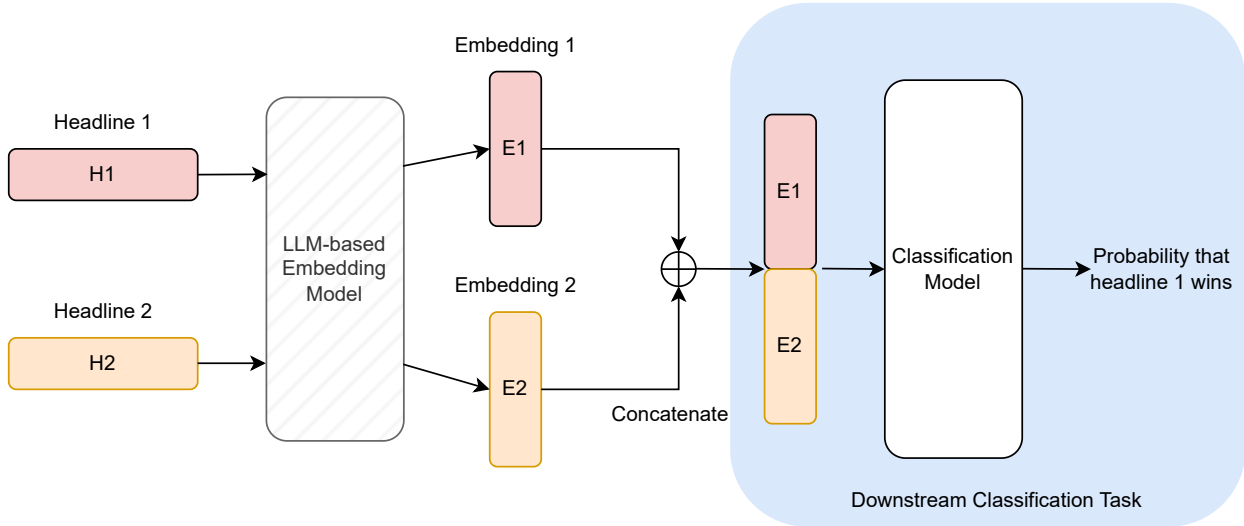 Headline 1
H1
Headline 2
H2
LLM-based
Embedding
Model
Embedding 1
E1
Embedding 2
E2
Concatenate
E1
E2
Classification
Model
Probability that
headline 1 wins
Downstream Classification Task